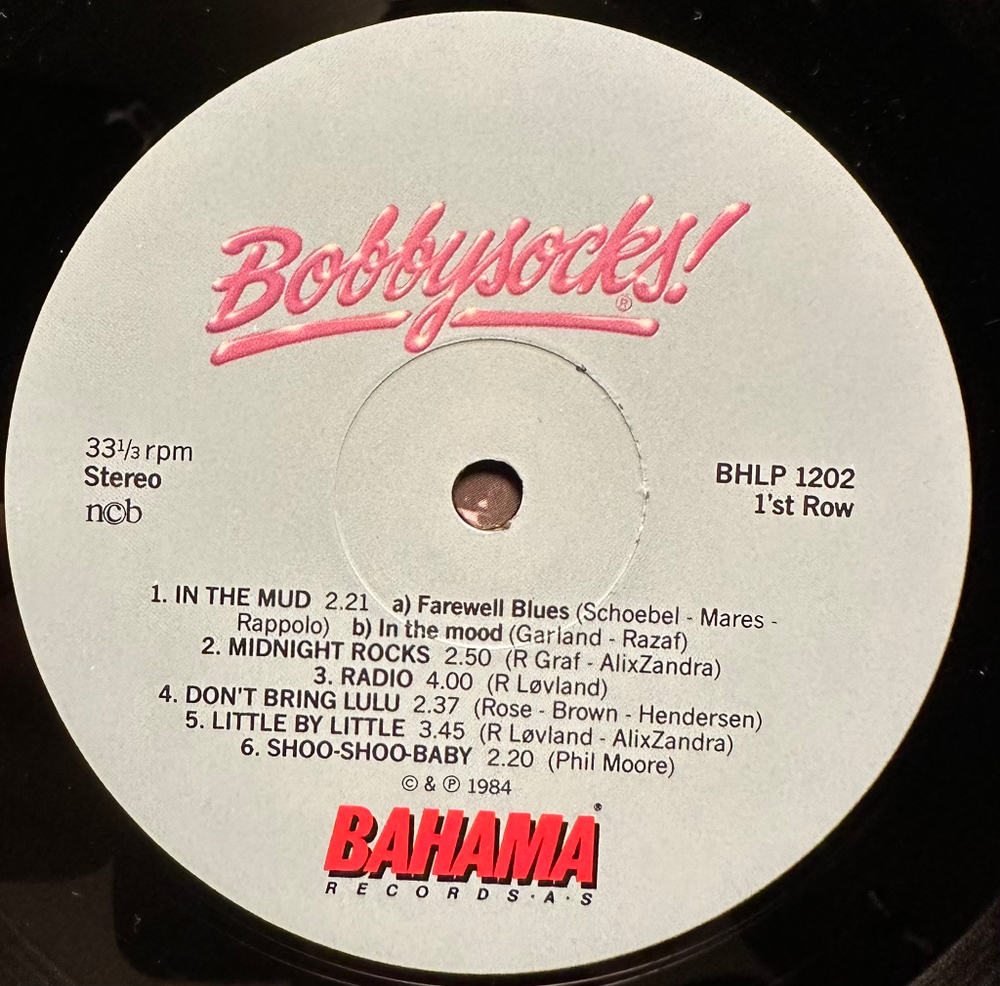 Bobbysocks!
®
33⅓ rpm
Stereo
ncb
BHLP 1202
1'st Row
1. IN THE MUD 2.21 a) Farewell Blues (Schoebel - Mares -
Rappolo) b) In the mood (Garland - Razaf)
2. MIDNIGHT ROCKS 2.50 (R Graf - AlixZandra)
3. RADIO 4.00 (R Løvland)
4. DON'T BRING LULU 2.37 (Rose - Brown - Hendersen)
5. LITTLE BY LITTLE 3.45 (R Løvland - AlixZandra)
6. SHOO-SHOO-BABY 2.20 (Phil Moore)
© & ℗ 1984
BAHAMA®
RECORDS·A·S